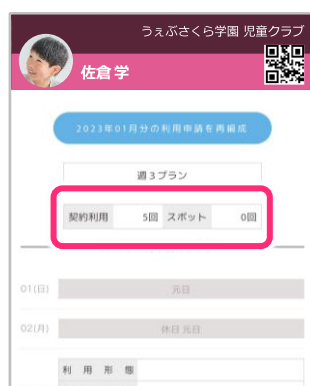 うぇぶさくら学園 児童クラブ
佐倉 学
2023年01月分の利用申請を再編成
週3プラン
契約利用 5回 スポット 0回
01(日) 元日
02(月) 休日 元日
利 用 形 態